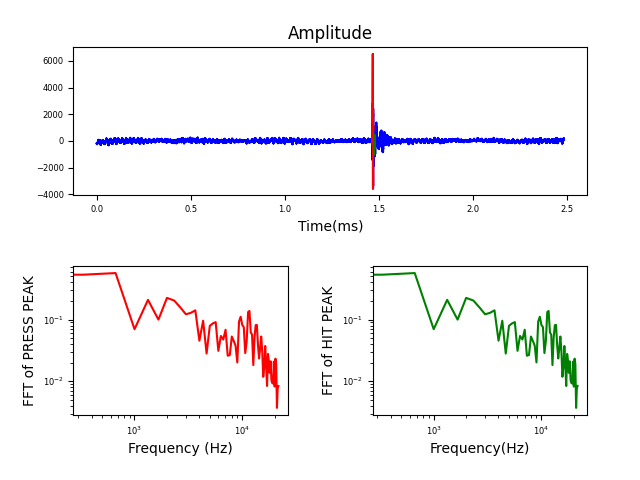 Amplitude
6000
4000
2000
0
−2000
−4000
0.0 0.5 1.0 1.5 2.0 2.5
Time(ms)
FFT of PRESS PEAK
10⁻¹
10⁻²
10³ 10⁴
Frequency (Hz)
FFT of HIT PEAK
10⁻¹
10⁻²
10³ 10⁴
Frequency(Hz)